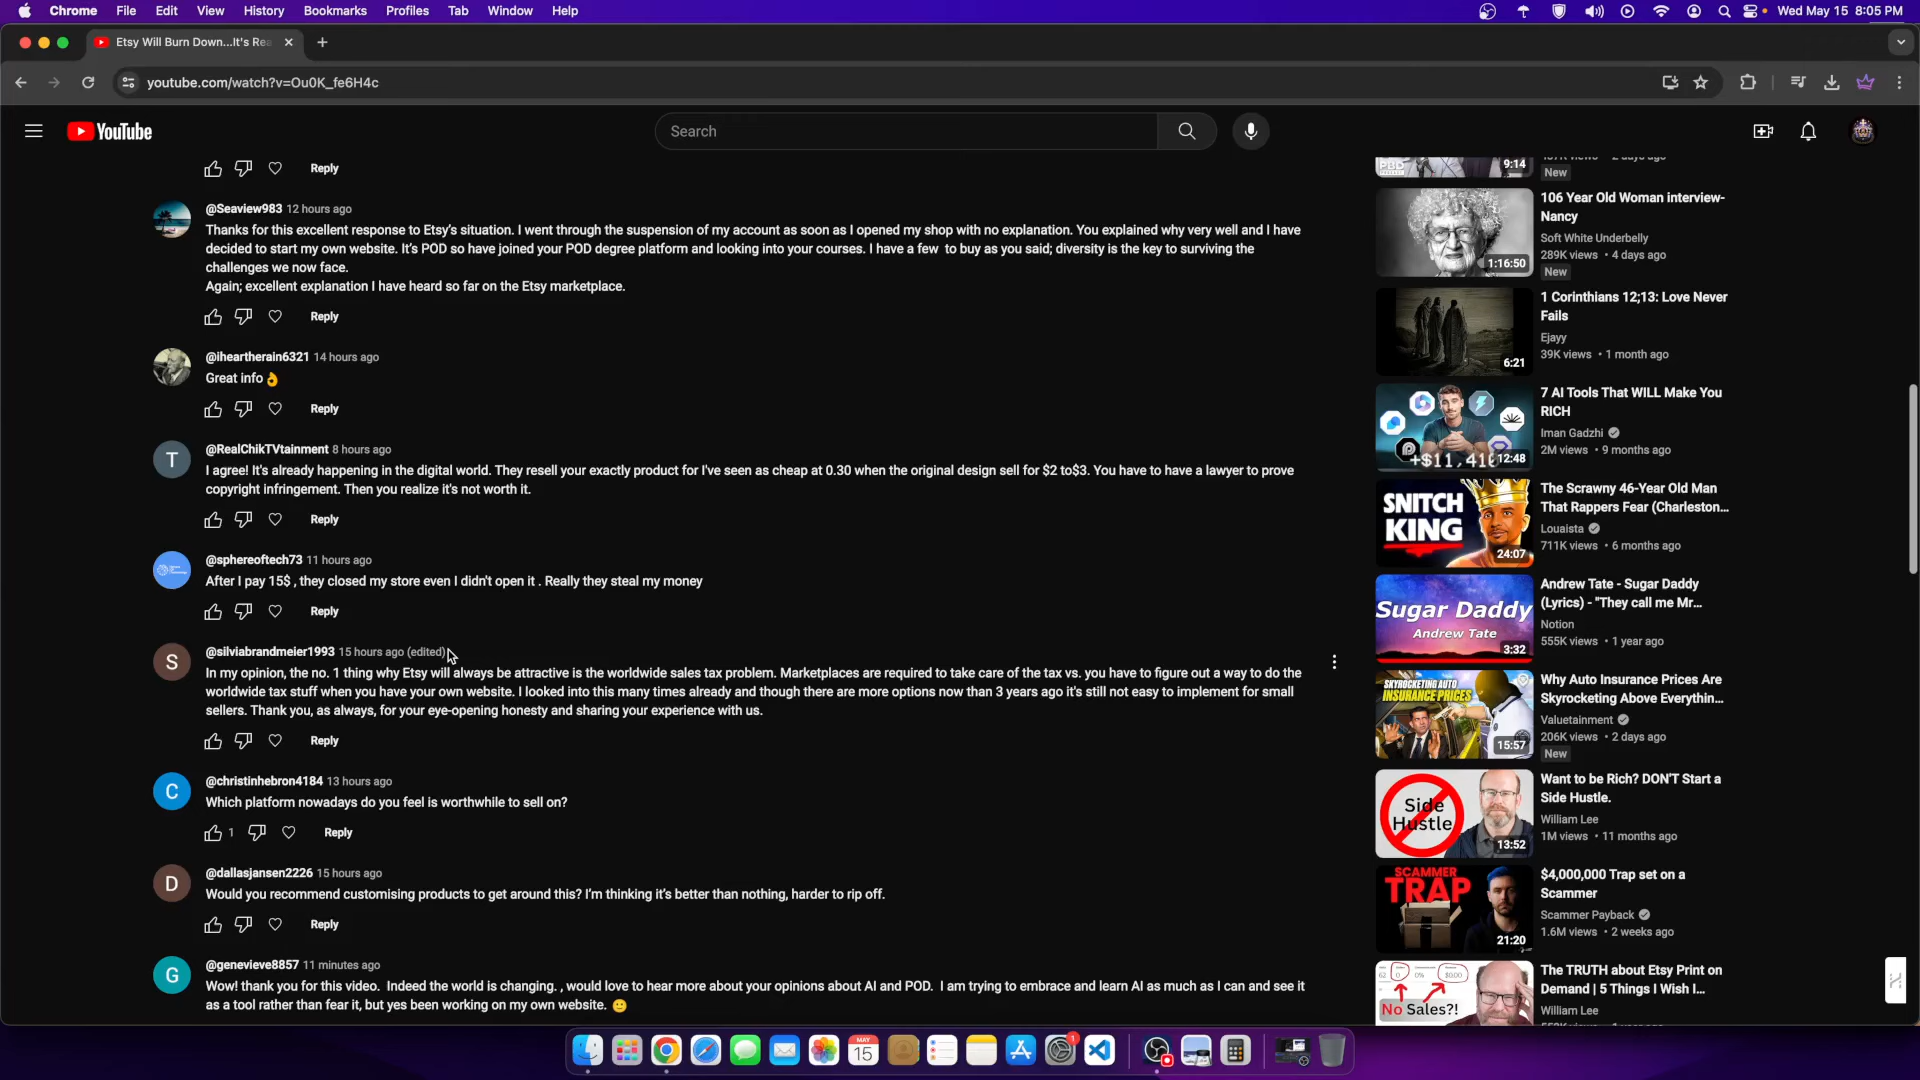 Chrome File Edit View History Bookmarks Profiles Tab Window Help Wed May 15 8:05 PM
Etsy Will Burn Down...It's Rea
youtube.com/watch?v=Ou0K_fe6H4c
YouTube
Search
Reply
@Seaview983 12 hours ago
Thanks for this excellent response to Etsy's situation. I went through the suspension of my account as soon as I opened my shop with no explanation. You explained why very well and I have
decided to start my own website. It's POD so have joined your POD degree platform and looking into your courses. I have a few to buy as you said; diversity is the key to surviving the
challenges we now face.
Again; excellent explanation I have heard so far on the Etsy marketplace.
Reply
@iheartherain6321 14 hours ago
Great info👌
Reply
T
@RealChikTVtainment 8 hours ago
I agree! It's already happening in the digital world. They resell your exactly product for I've seen as cheap at 0.30 when the original design sell for $2 to$3. You have to have a lawyer to prove
copyright infringement. Then you realize it's not worth it.
Reply
@sphereoftech73 11 hours ago
After I pay 15$ , they closed my store even I didn't open it . Really they steal my money
Reply
S
@silviabrandmeier1993 15 hours ago (edited)
In my opinion, the no. 1 thing why Etsy will always be attractive is the worldwide sales tax problem. Marketplaces are required to take care of the tax vs. you have to figure out a way to do the
worldwide tax stuff when you have your own website. I looked into this many times already and though there are more options now than 3 years ago it's still not easy to implement for small
sellers. Thank you, as always, for your eye-opening honesty and sharing your experience with us.
Reply
C
@christinhebron4184 13 hours ago
Which platform nowadays do you feel is worthwhile to sell on?
1 Reply
D
@dallasjansen2226 15 hours ago
Would you recommend customising products to get around this? I'm thinking it's better than nothing, harder to rip off.
Reply
G
@genevieve8857 11 minutes ago
Wow! thank you for this video. Indeed the world is changing. , would love to hear more about your opinions about AI and POD. I am trying to embrace and learn AI as much as I can and see it
as a tool rather than fear it, but yes been working on my own website. 🙂
PBD
9:14
New
1:16:50
106 Year Old Woman interview-
Nancy
Soft White Underbelly
289K views • 4 days ago
New
6:21
1 Corinthians 12;13: Love Never
Fails
Ejayy
39K views • 1 month ago
12:48
7 AI Tools That WILL Make You
RICH
Iman Gadzhi
2M views • 9 months ago
SNITCH
KING
24:07
The Scrawny 46-Year Old Man
That Rappers Fear (Charleston...
Louaista
711K views • 6 months ago
Sugar Daddy
Andrew Tate
3:32
Andrew Tate - Sugar Daddy
(Lyrics) - "They call me Mr...
Notion
555K views • 1 year ago
SKYROCKETING AUTO
INSURANCE PRICES
15:57
Why Auto Insurance Prices Are
Skyrocketing Above Everythin...
Valuetainment
206K views • 2 days ago
New
Side
Hustle
13:52
Want to be Rich? DON'T Start a
Side Hustle.
William Lee
1M views • 11 months ago
SCAMMER
TRAP
21:20
$4,000,000 Trap set on a
Scammer
Scammer Payback
1.6M views • 2 weeks ago
0 0% $0.00
No Sales?!
The TRUTH about Etsy Print on
Demand | 5 Things I Wish I...
William Lee
MAY
15
1